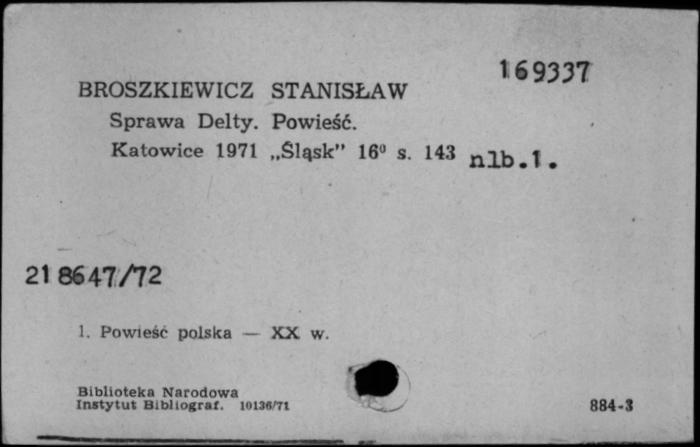 169337
BROSZKIEWICZ STANISŁAW
Sprawa Delty. Powieść.
Katowice 1971 „Śląsk" 16⁰ s. 143 nlb.1.
218647/72
1. Powieść polska — XX w.
Biblioteka Narodowa
Instytut Bibliograf. 10136/71
884-3